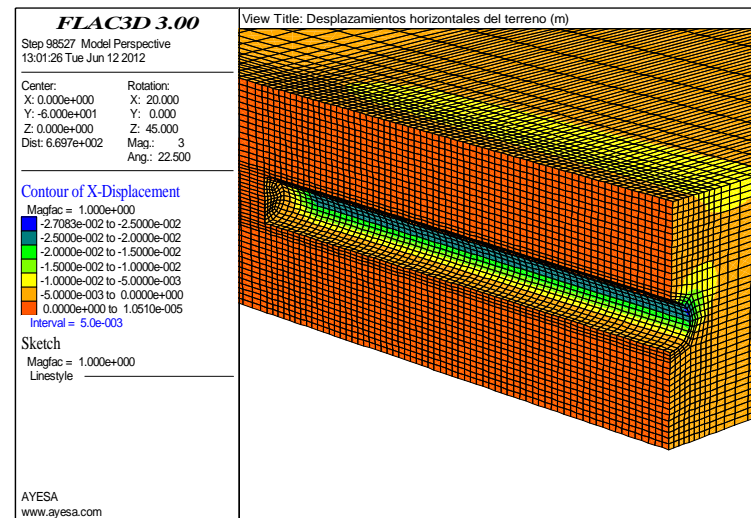 FLAC3D 3.00
Step 98527 Model Perspective
13:01:26 Tue Jun 12 2012
Center:
X: 0.000e+000
Y: -6.000e+001
Z: 0.000e+000
Dist: 6.697e+002
Rotation:
X: 20.000
Y: 0.000
Z: 45.000
Mag.: 3
Ang.: 22.500
Contour of X-Displacement
Magfac = 1.000e+000
-2.7083e-002 to -2.5000e-002
-2.5000e-002 to -2.0000e-002
-2.0000e-002 to -1.5000e-002
-1.5000e-002 to -1.0000e-002
-1.0000e-002 to -5.0000e-003
-5.0000e-003 to 0.0000e+000
0.0000e+000 to 1.0510e-005
Interval = 5.0e-003
Sketch
Magfac = 1.000e+000
Linestyle
AYESA
www.ayesa.com
View Title: Desplazamientos horizontales del terreno (m)